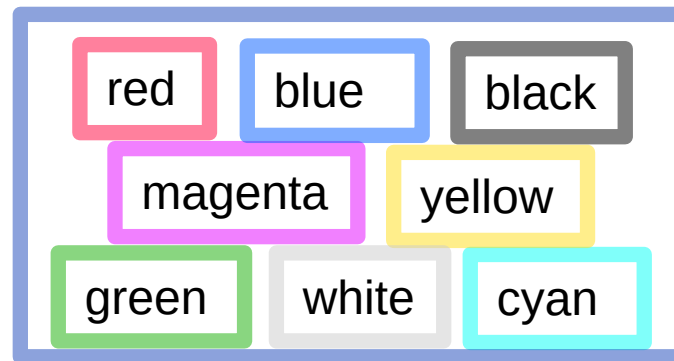 red blue black
magenta yellow
green white cyan